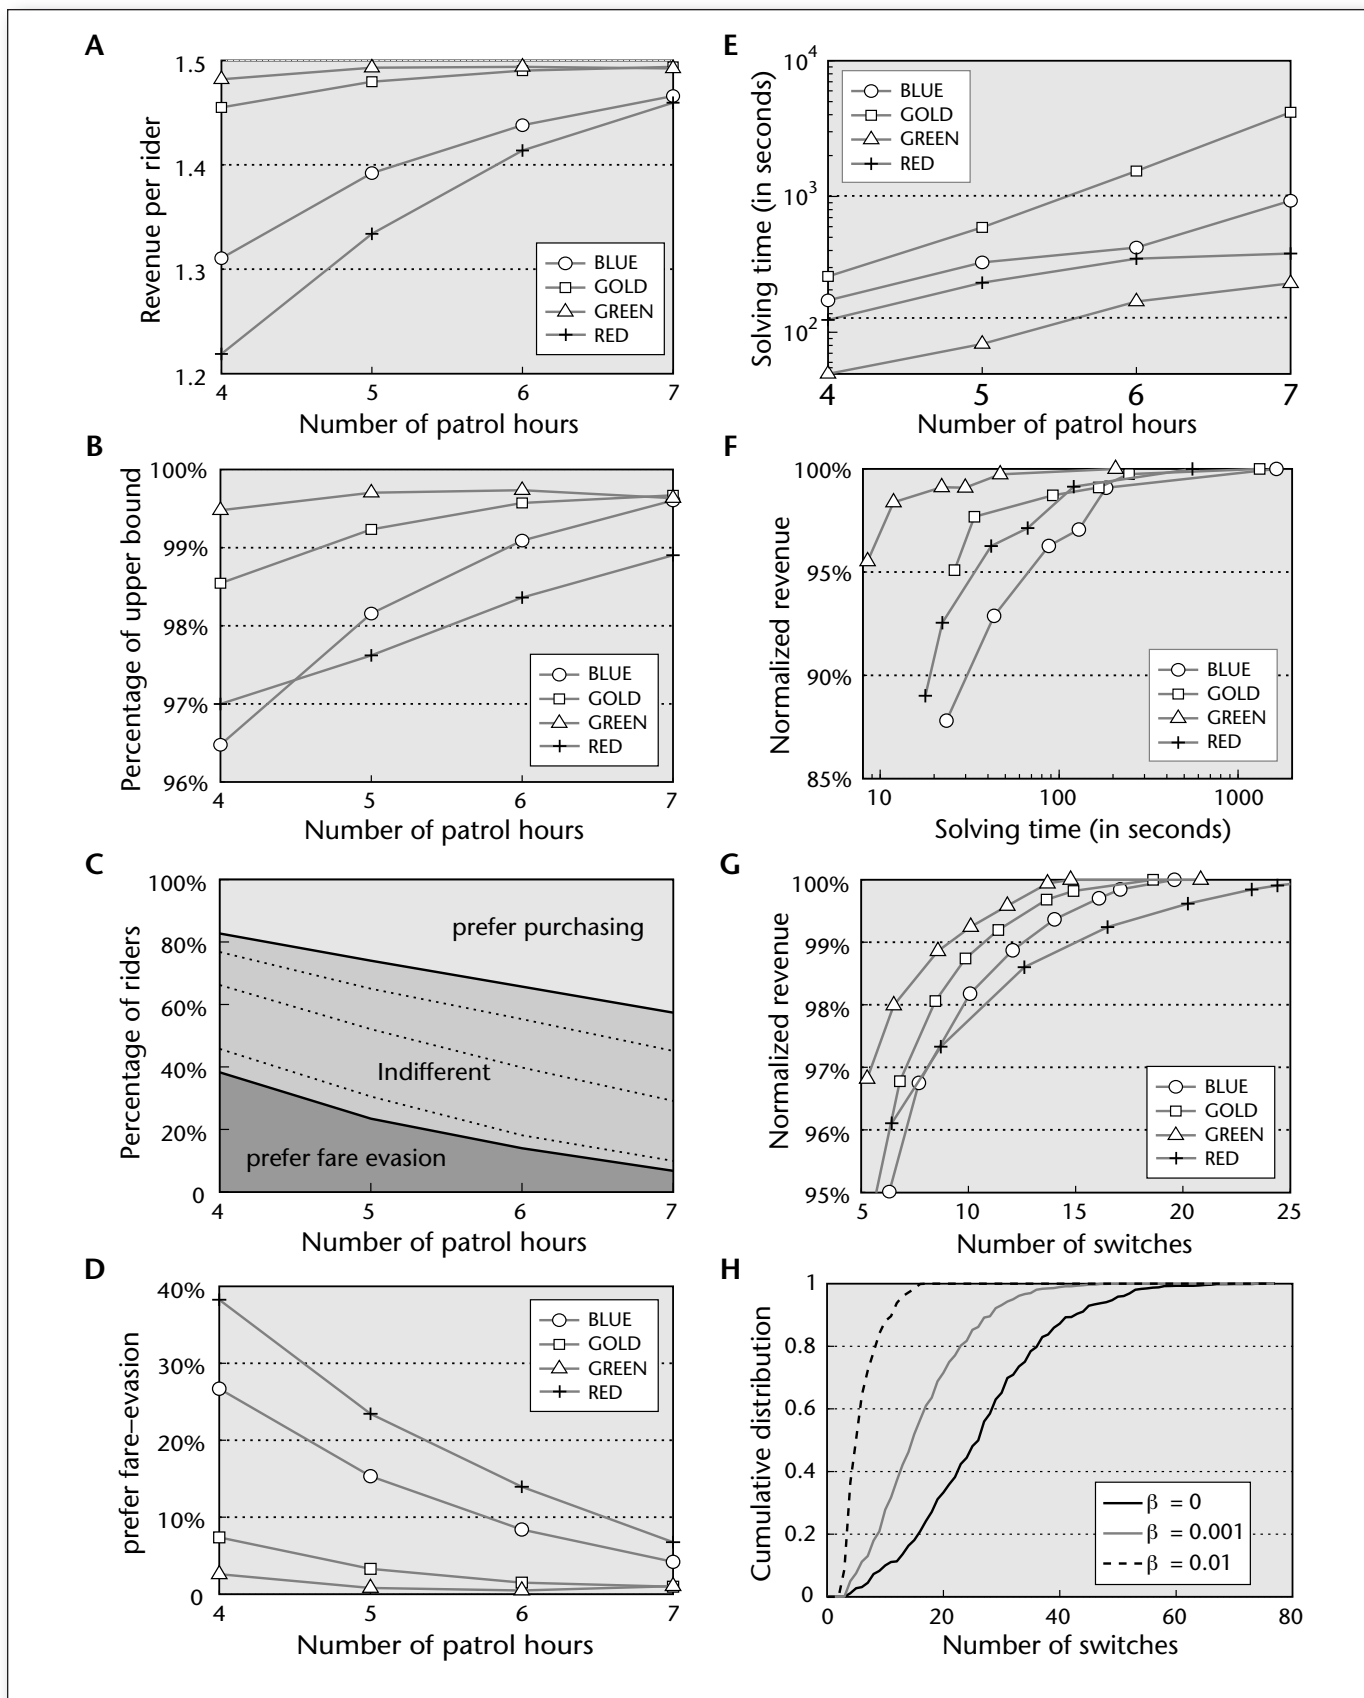 A
1.5
1.4
1.3
1.2
Revenue per rider
BLUE
GOLD
GREEN
RED
4 5 6 7
Number of patrol hours
B
100%
99%
98%
97%
96%
Percentage of upper bound
BLUE
GOLD
GREEN
RED
4 5 6 7
Number of patrol hours
C
100%
80%
60%
40%
20%
0
Percentage of riders
prefer purchasing
Indifferent
prefer fare evasion
4 5 6 7
Number of patrol hours
D
40%
30%
20%
10%
0
prefer fare–evasion
BLUE
GOLD
GREEN
RED
4 5 6 7
Number of patrol hours
E
10^4
10^3
10^2
Solving time (in seconds)
BLUE
GOLD
GREEN
RED
4 5 6 7
Number of patrol hours
F
100%
95%
90%
85%
Normalized revenue
BLUE
GOLD
GREEN
RED
10 100 1000
Solving time (in seconds)
G
100%
99%
98%
97%
96%
95%
Normalized revenue
BLUE
GOLD
GREEN
RED
5 10 15 20 25
Number of switches
H
1
0.8
0.6
0.4
0.2
0
Cumulative distribution
β = 0
β = 0.001
β = 0.01
0 20 40 60 80
Number of switches